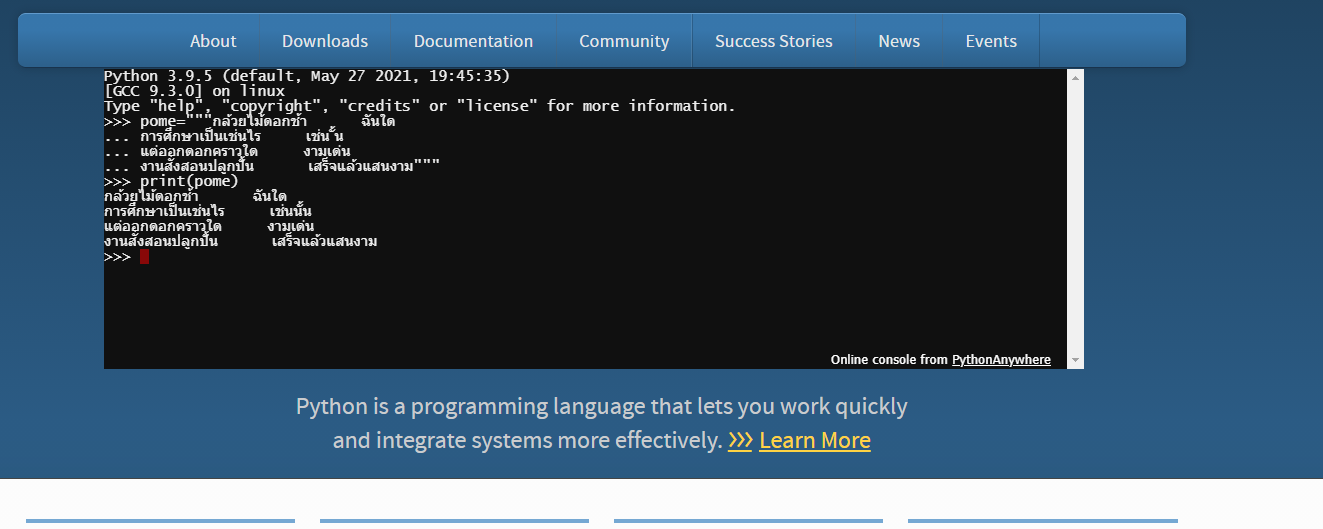 About Downloads Documentation Community Success Stories News Events
Python 3.9.5 (default, May 27 2021, 19:45:35)
[GCC 9.3.0] on linux
Type "help", "copyright", "credits" or "license" for more information.
>>> pome="""กล้วยไม้ดอกช้า ฉันใด
... การศึกษาเป็นเช่นไร เช่น ั้น
... แต่ออกดอกคราวใด งามเด่น
... งานสั่งสอนปลูกปั้น เสร็จแล้วแสนงาม"""
>>> print(pome)
กล้วยไม้ดอกช้า ฉันใด
การศึกษาเป็นเช่นไร เช่นนั้น
แต่ออกดอกคราวใด งามเด่น
งานสั่งสอนปลูกปั้น เสร็จแล้วแสนงาม
>>>
Online console from PythonAnywhere
Python is a programming language that lets you work quickly
and integrate systems more effectively. >>> Learn More